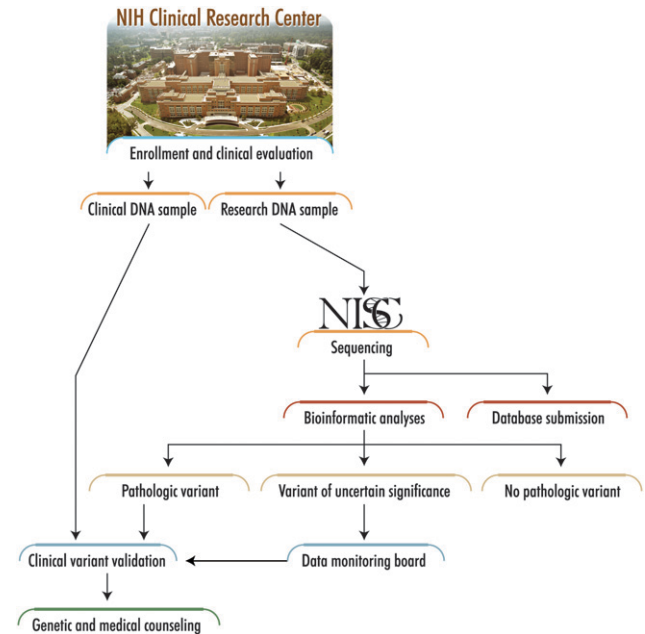 NIH Clinical Research Center
Enrollment and clinical evaluation
Clinical DNA sample
Research DNA sample
NISC
Sequencing
Bioinformatic analyses
Database submission
Pathologic variant
Variant of uncertain significance
No pathologic variant
Clinical variant validation
Data monitoring board
Genetic and medical counseling